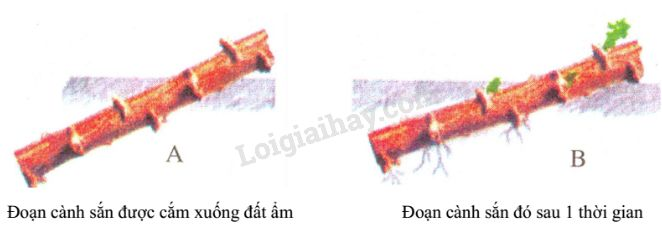 Loigiaihay.com
A
B
Đoạn cành sắn được cắm xuống đất ẩm
Đoạn cành sắn đó sau 1 thời gian